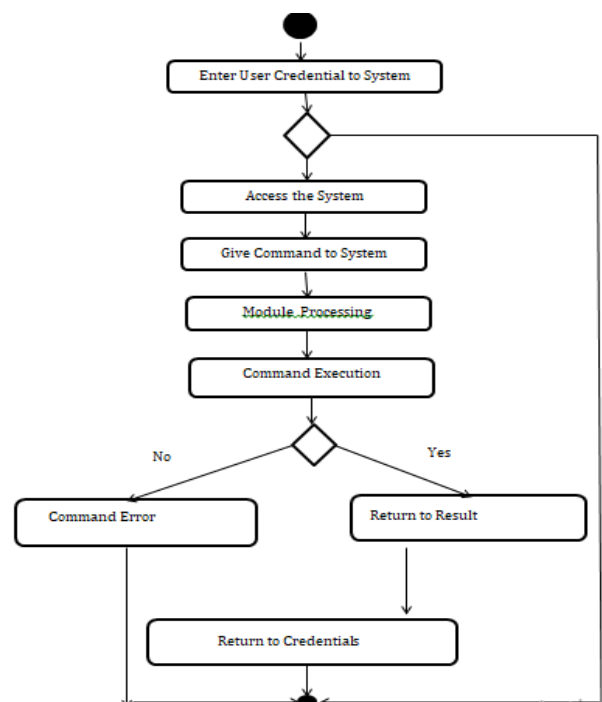 Enter User Credential to System
Access the System
Give Command to System
Module Processing
Command Execution
No
Yes
Command Error
Return to Result
Return to Credentials